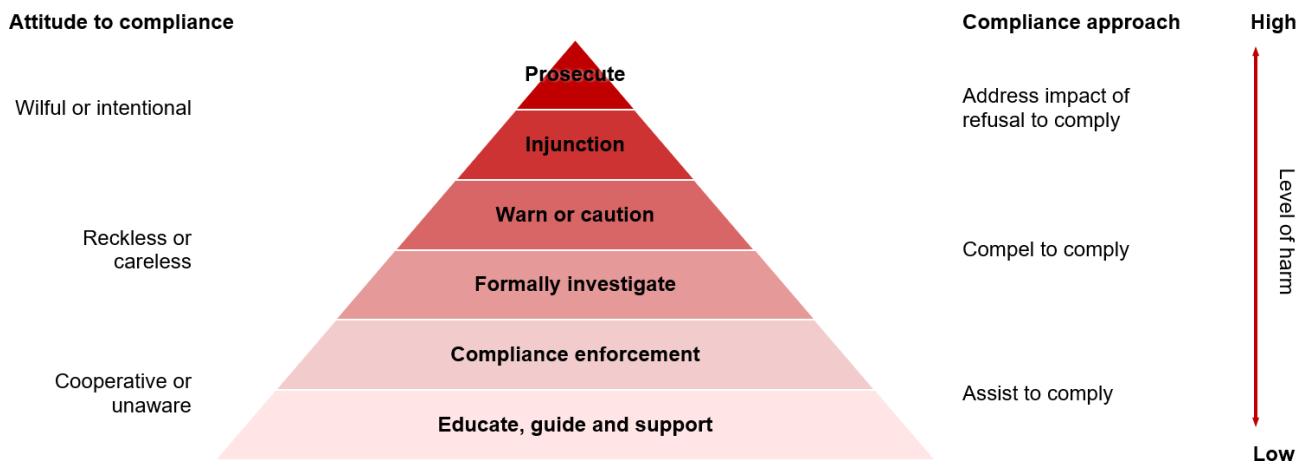 Attitude to compliance
Compliance approach
High
Prosecute
Wilful or intentional
Address impact of
refusal to comply
Injunction
Warn or caution
Reckless or
careless
Compel to comply
Level of harm
Formally investigate
Compliance enforcement
Cooperative or
unaware
Assist to comply
Educate, guide and support
Low